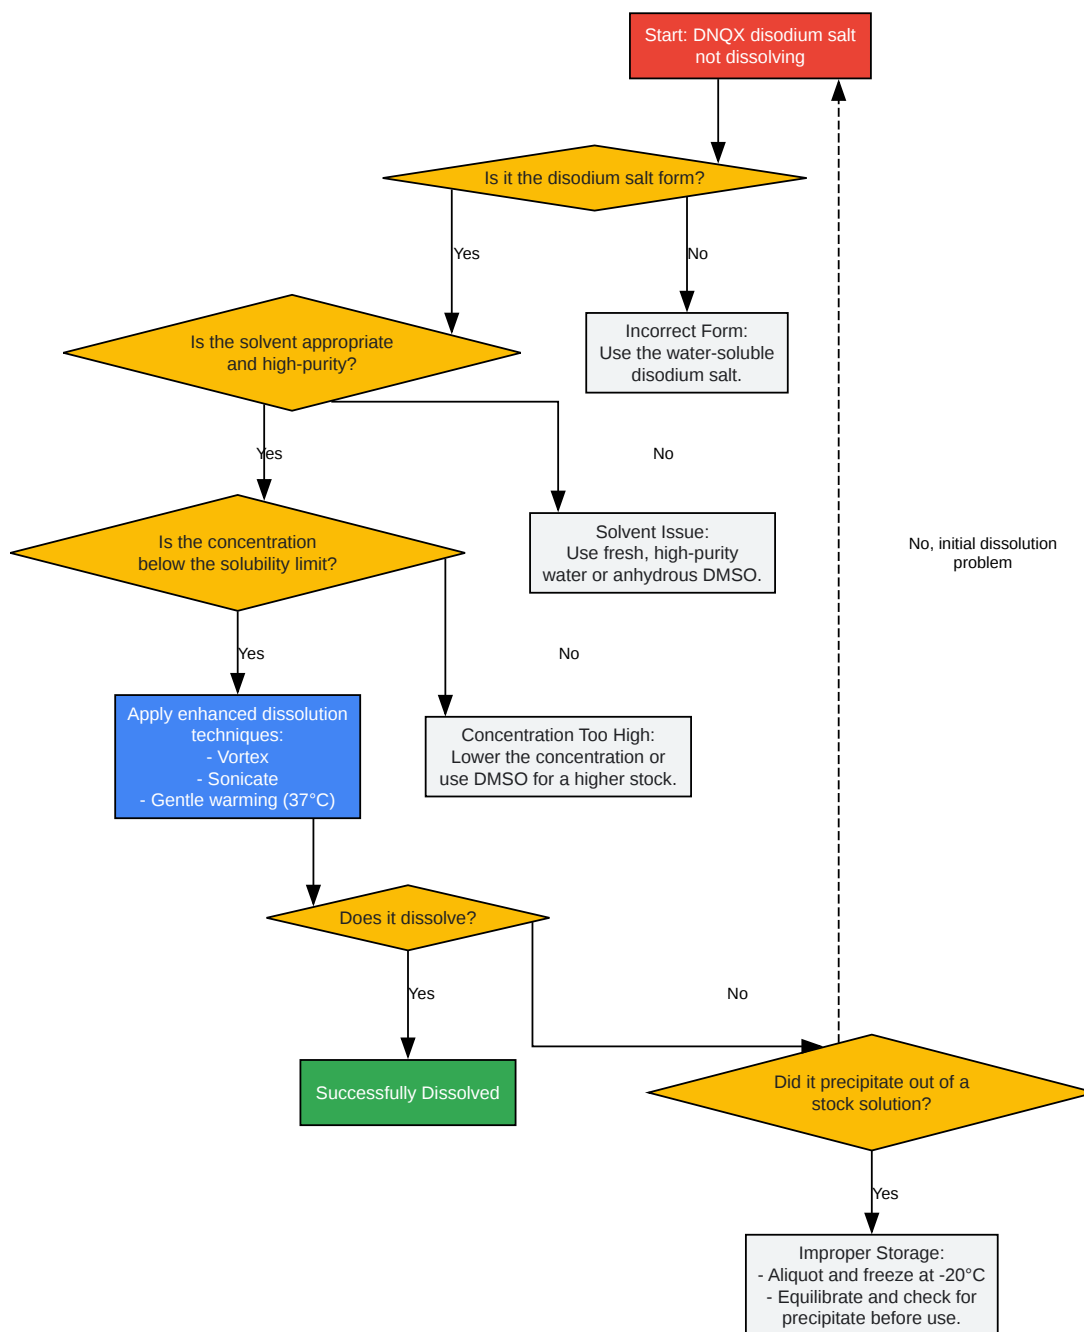 Start: DNQX disodium salt
not dissolving
Is it the disodium salt form?
Yes
No
Is the solvent appropriate
and high-purity?
Incorrect Form:
Use the water-soluble
disodium salt.
Yes
No
Is the concentration
below the solubility limit?
Solvent Issue:
Use fresh, high-purity
water or anhydrous DMSO.
No, initial dissolution
problem
Yes
No
Apply enhanced dissolution
techniques:
- Vortex
- Sonicate
- Gentle warming (37°C)
Concentration Too High:
Lower the concentration or
use DMSO for a higher stock.
Does it dissolve?
Yes
No
Successfully Dissolved
Did it precipitate out of a
stock solution?
Yes
Improper Storage:
- Aliquot and freeze at -20°C
- Equilibrate and check for
precipitate before use.